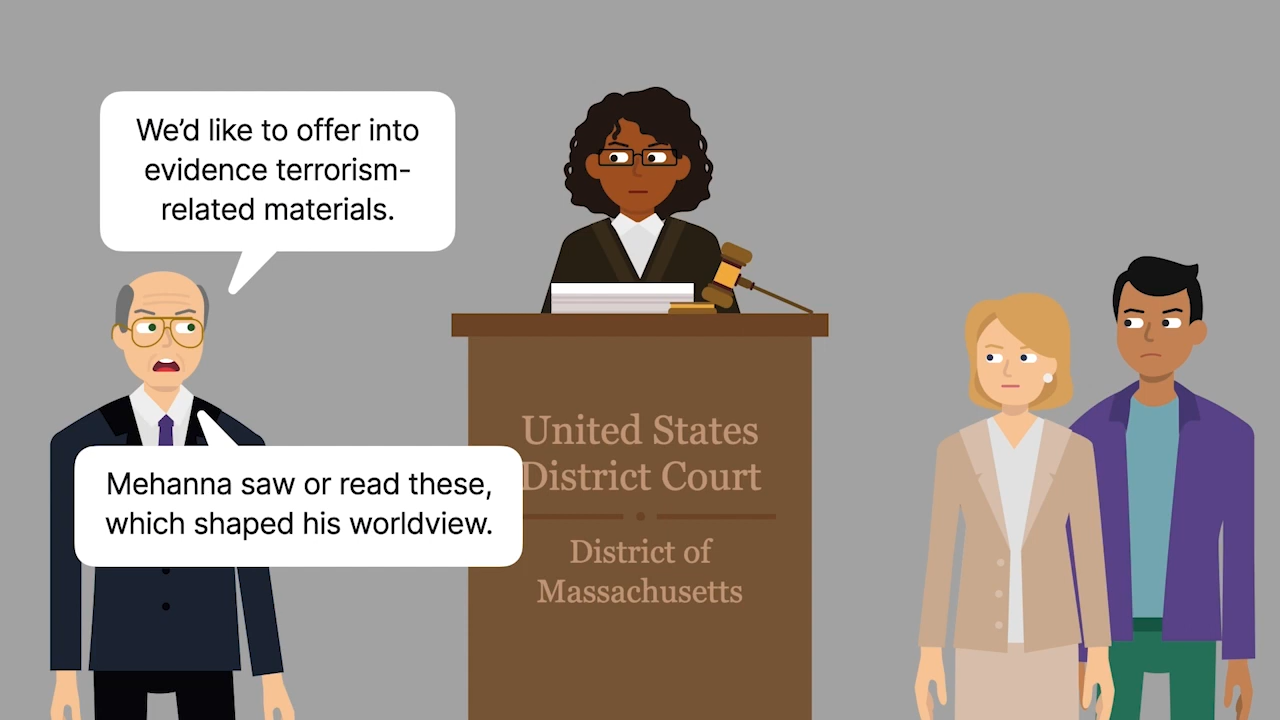 We’d like to offer into
evidence terrorism-
related materials.
Mehanna saw or read these,
which shaped his worldview.
United States
District Court
District of
Massachusetts